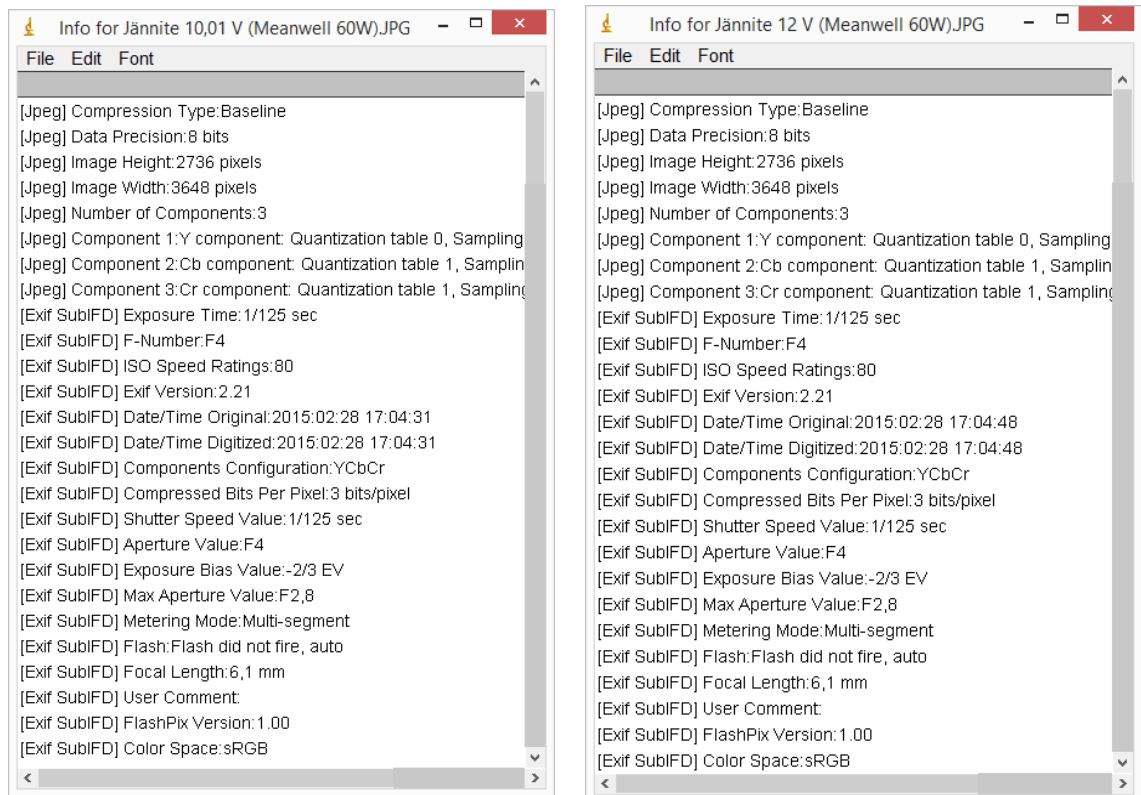 Info for Jännite 10,01 V (Meanwell 60W).JPG
File Edit Font
[Jpeg] Compression Type:Baseline
[Jpeg] Data Precision:8 bits
[Jpeg] Image Height:2736 pixels
[Jpeg] Image Width:3648 pixels
[Jpeg] Number of Components:3
[Jpeg] Component 1:Y component: Quantization table 0, Sampling
[Jpeg] Component 2:Cb component: Quantization table 1, Samplin
[Jpeg] Component 3:Cr component: Quantization table 1, Sampling
[Exif SubIFD] Exposure Time:1/125 sec
[Exif SubIFD] F-Number:F4
[Exif SubIFD] ISO Speed Ratings:80
[Exif SubIFD] Exif Version:2.21
[Exif SubIFD] Date/Time Original:2015:02:28 17:04:31
[Exif SubIFD] Date/Time Digitized:2015:02:28 17:04:31
[Exif SubIFD] Components Configuration:YCbCr
[Exif SubIFD] Compressed Bits Per Pixel:3 bits/pixel
[Exif SubIFD] Shutter Speed Value:1/125 sec
[Exif SubIFD] Aperture Value:F4
[Exif SubIFD] Exposure Bias Value:-2/3 EV
[Exif SubIFD] Max Aperture Value:F2,8
[Exif SubIFD] Metering Mode:Multi-segment
[Exif SubIFD] Flash:Flash did not fire, auto
[Exif SubIFD] Focal Length:6,1 mm
[Exif SubIFD] User Comment:
[Exif SubIFD] FlashPix Version:1.00
[Exif SubIFD] Color Space:sRGB
Info for Jännite 12 V (Meanwell 60W).JPG
File Edit Font
[Jpeg] Compression Type:Baseline
[Jpeg] Data Precision:8 bits
[Jpeg] Image Height:2736 pixels
[Jpeg] Image Width:3648 pixels
[Jpeg] Number of Components:3
[Jpeg] Component 1:Y component: Quantization table 0, Sampling
[Jpeg] Component 2:Cb component: Quantization table 1, Samplin
[Jpeg] Component 3:Cr component: Quantization table 1, Sampling
[Exif SubIFD] Exposure Time:1/125 sec
[Exif SubIFD] F-Number:F4
[Exif SubIFD] ISO Speed Ratings:80
[Exif SubIFD] Exif Version:2.21
[Exif SubIFD] Date/Time Original:2015:02:28 17:04:48
[Exif SubIFD] Date/Time Digitized:2015:02:28 17:04:48
[Exif SubIFD] Components Configuration:YCbCr
[Exif SubIFD] Compressed Bits Per Pixel:3 bits/pixel
[Exif SubIFD] Shutter Speed Value:1/125 sec
[Exif SubIFD] Aperture Value:F4
[Exif SubIFD] Exposure Bias Value:-2/3 EV
[Exif SubIFD] Max Aperture Value:F2,8
[Exif SubIFD] Metering Mode:Multi-segment
[Exif SubIFD] Flash:Flash did not fire, auto
[Exif SubIFD] Focal Length:6,1 mm
[Exif SubIFD] User Comment:
[Exif SubIFD] FlashPix Version:1.00
[Exif SubIFD] Color Space:sRGB